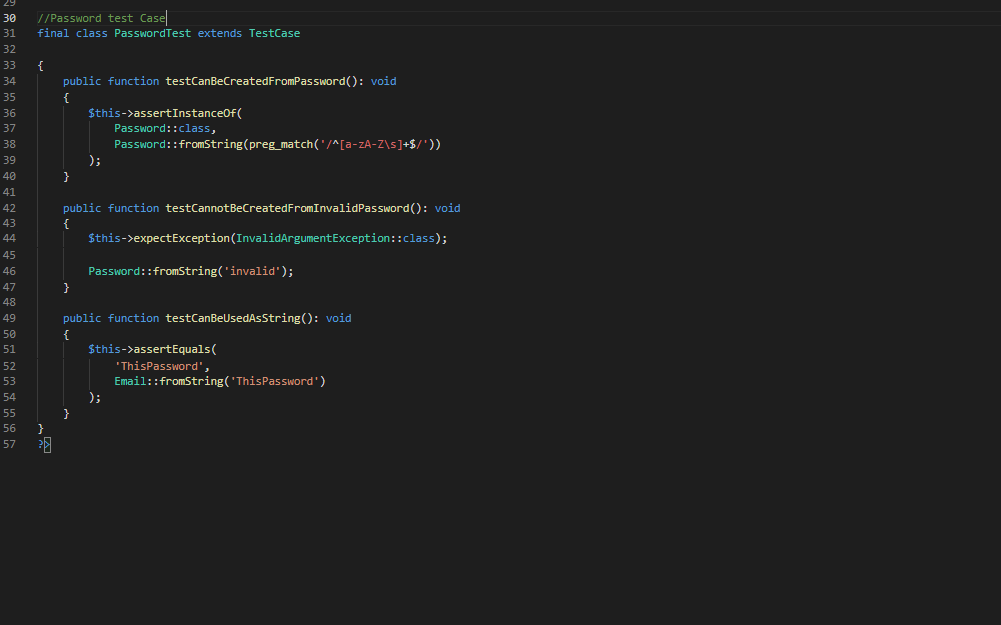 29
30 //Password test Case
31 final class PasswordTest extends TestCase
32
33 {
34     public function testCanBeCreatedFromPassword(): void
35     {
36         $this->assertInstanceOf(
37             Password::class,
38             Password::fromString(preg_match('/^[a-zA-Z\s]+$/'))
39         );
40     }
41
42     public function testCannotBeCreatedFromInvalidPassword(): void
43     {
44         $this->expectException(InvalidArgumentException::class);
45
46         Password::fromString('invalid');
47     }
48
49     public function testCanBeUsedAsString(): void
50     {
51         $this->assertEquals(
52             'ThisPassword',
53             Email::fromString('ThisPassword')
54         );
55     }
56 }
57 ?>